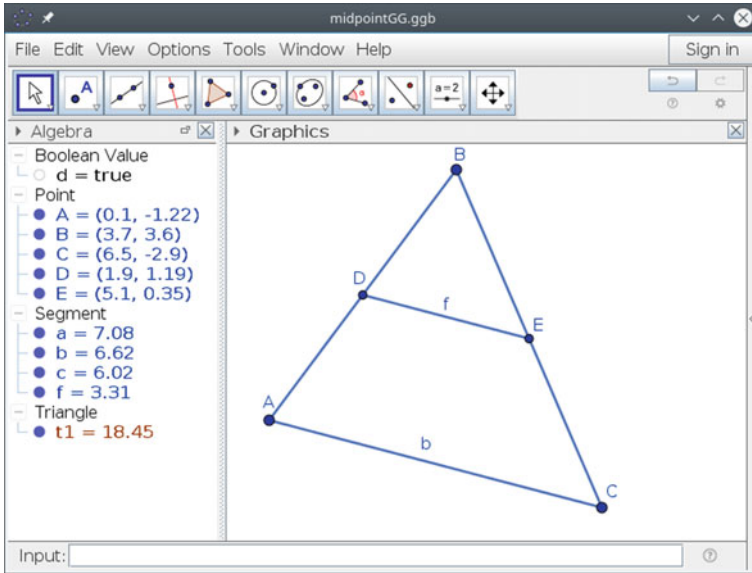 midpointGG.ggb
File Edit View Options Tools Window Help
Sign in
A
α
a=2
Algebra
Graphics
Boolean Value
d = true
Point
A = (0.1, -1.22)
B = (3.7, 3.6)
C = (6.5, -2.9)
D = (1.9, 1.19)
E = (5.1, 0.35)
Segment
a = 7.08
b = 6.62
c = 6.02
f = 3.31
Triangle
t1 = 18.45
B
D
f
E
A
b
C
Input: